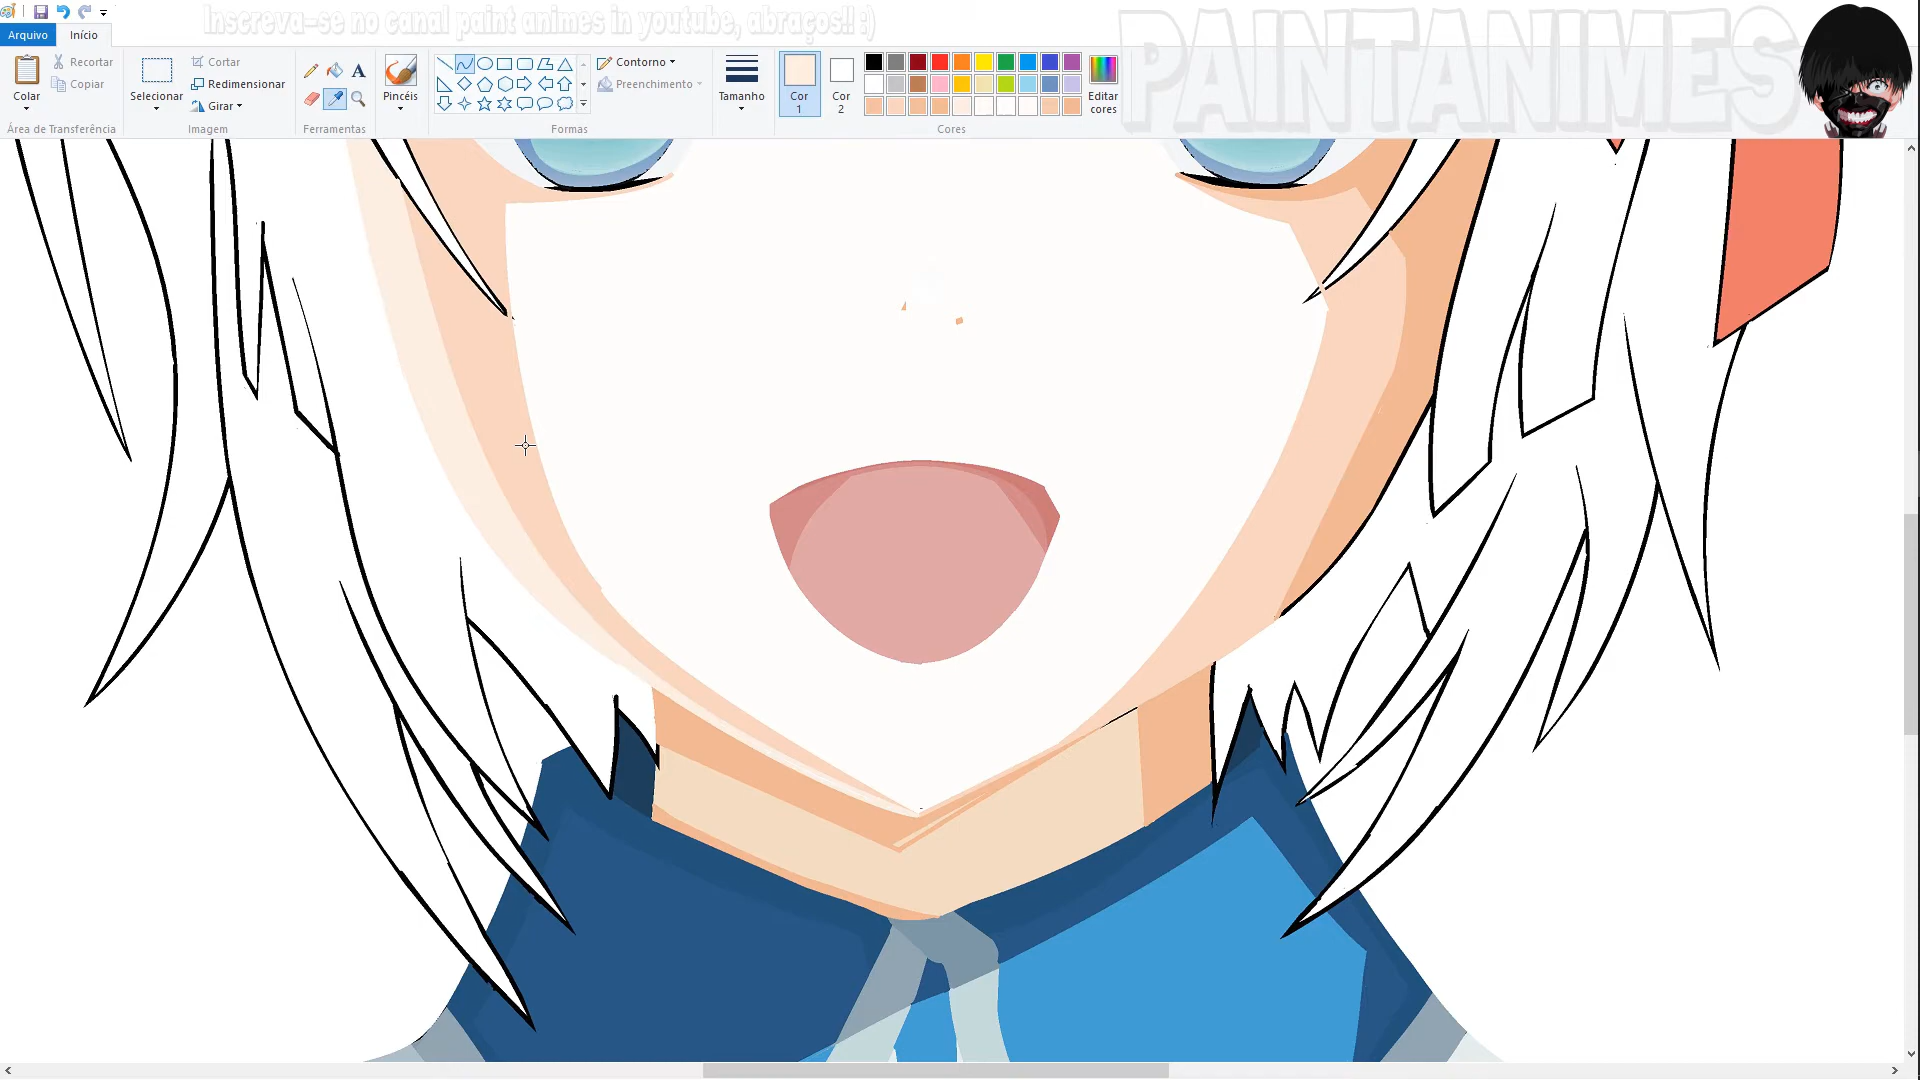 Inscreva-se no canal paint animes in youtube, abraços!! :)
PAINTANIMES
Arquivo
Início
Colar
Recortar
Copiar
Área de Transferência
Selecionar
Cortar
Redimensionar
Girar
Imagem
A
Ferramentas
Pincéis
Contorno
Preenchimento
Formas
Tamanho
Cor
1
Cor
2
Editar
cores
Cores